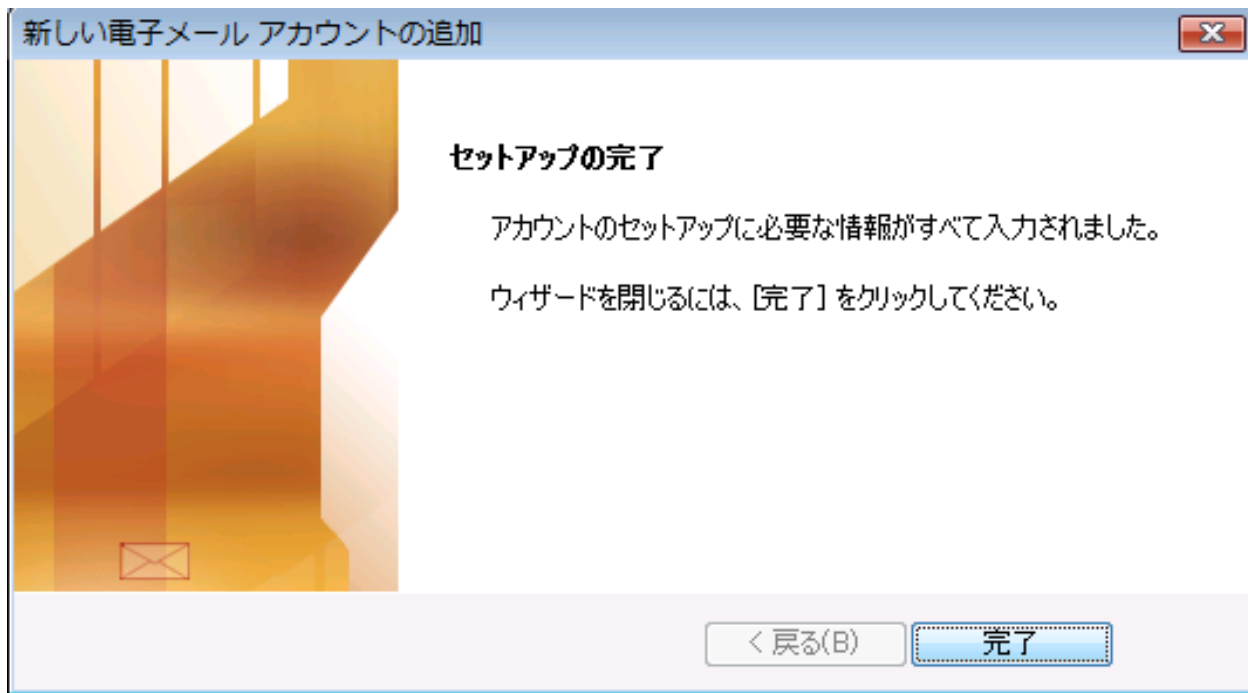 新しい電子メール アカウントの追加
セットアップの完了
アカウントのセットアップに必要な情報がすべて入力されました。
ウィザードを閉じるには、[完了] をクリックしてください。
< 戻る(B)
完了